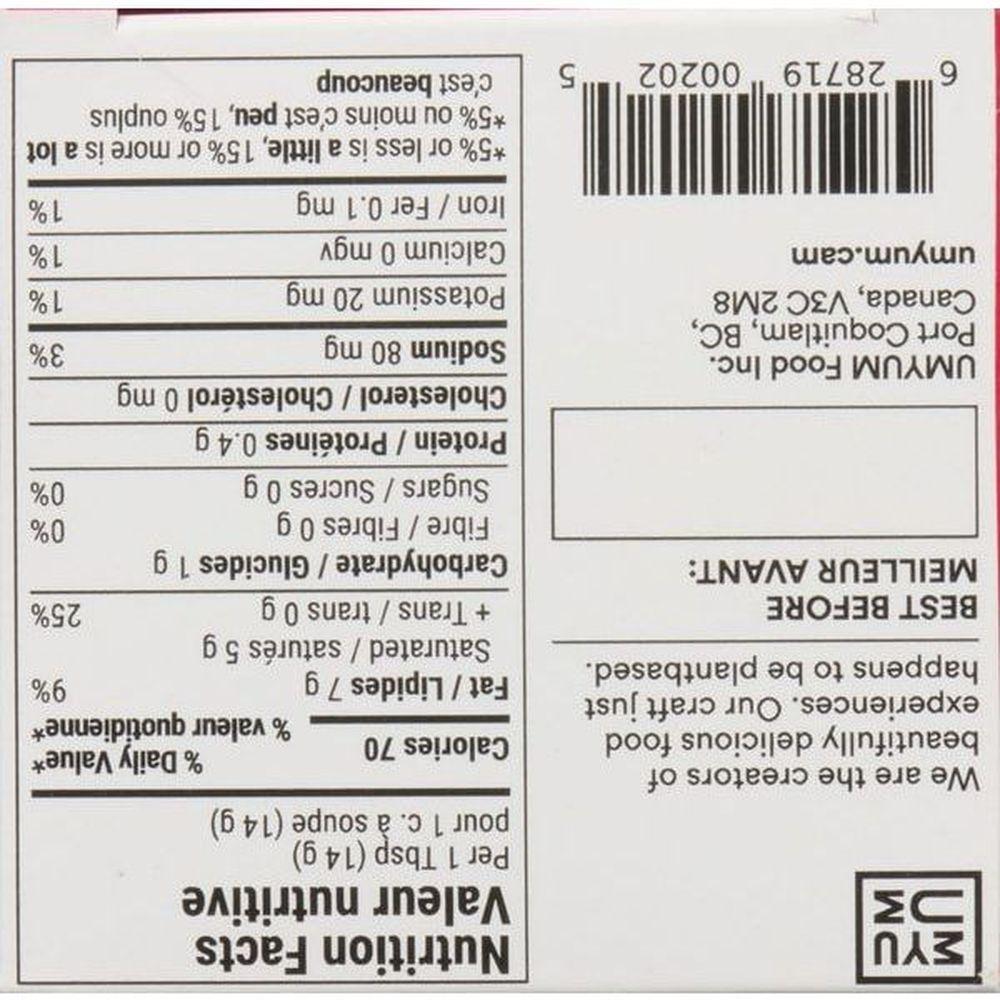 UM
YUM
We are the creators of
beautifully delicious food
experiences. Our craft just
happens to be plantbased.
BEST BEFORE
MEILLEUR AVANT:
UMYUM Food Inc.
Port Coquitlam, BC,
Canada, V3C 2M8
umyum.cam
6 28719 00202 5
Nutrition Facts
Valeur nutritive
Per 1 Tbsp (14 g)
pour 1 c. à soupe (14 g)
Calories 70
% Daily Value*
% valeur quotidienne*
Fat / Lipides 7 g 9%
Saturated / saturés 5 g
+ Trans / trans 0 g 25%
Carbohydrate / Glucides 1 g
Fibre / Fibres 0 g 0%
Sugars / Sucres 0 g 0%
Protein / Protéines 0.4 g
Cholesterol / Cholestérol 0 mg
Sodium 80 mg 3%
Potassium 20 mg 1%
Calcium 0 mgv 1%
Iron / Fer 0.1 mg 1%
*5% or less is a little, 15% or more is a lot
*5% ou moins c'est peu, 15% ouplus
c'est beaucoup